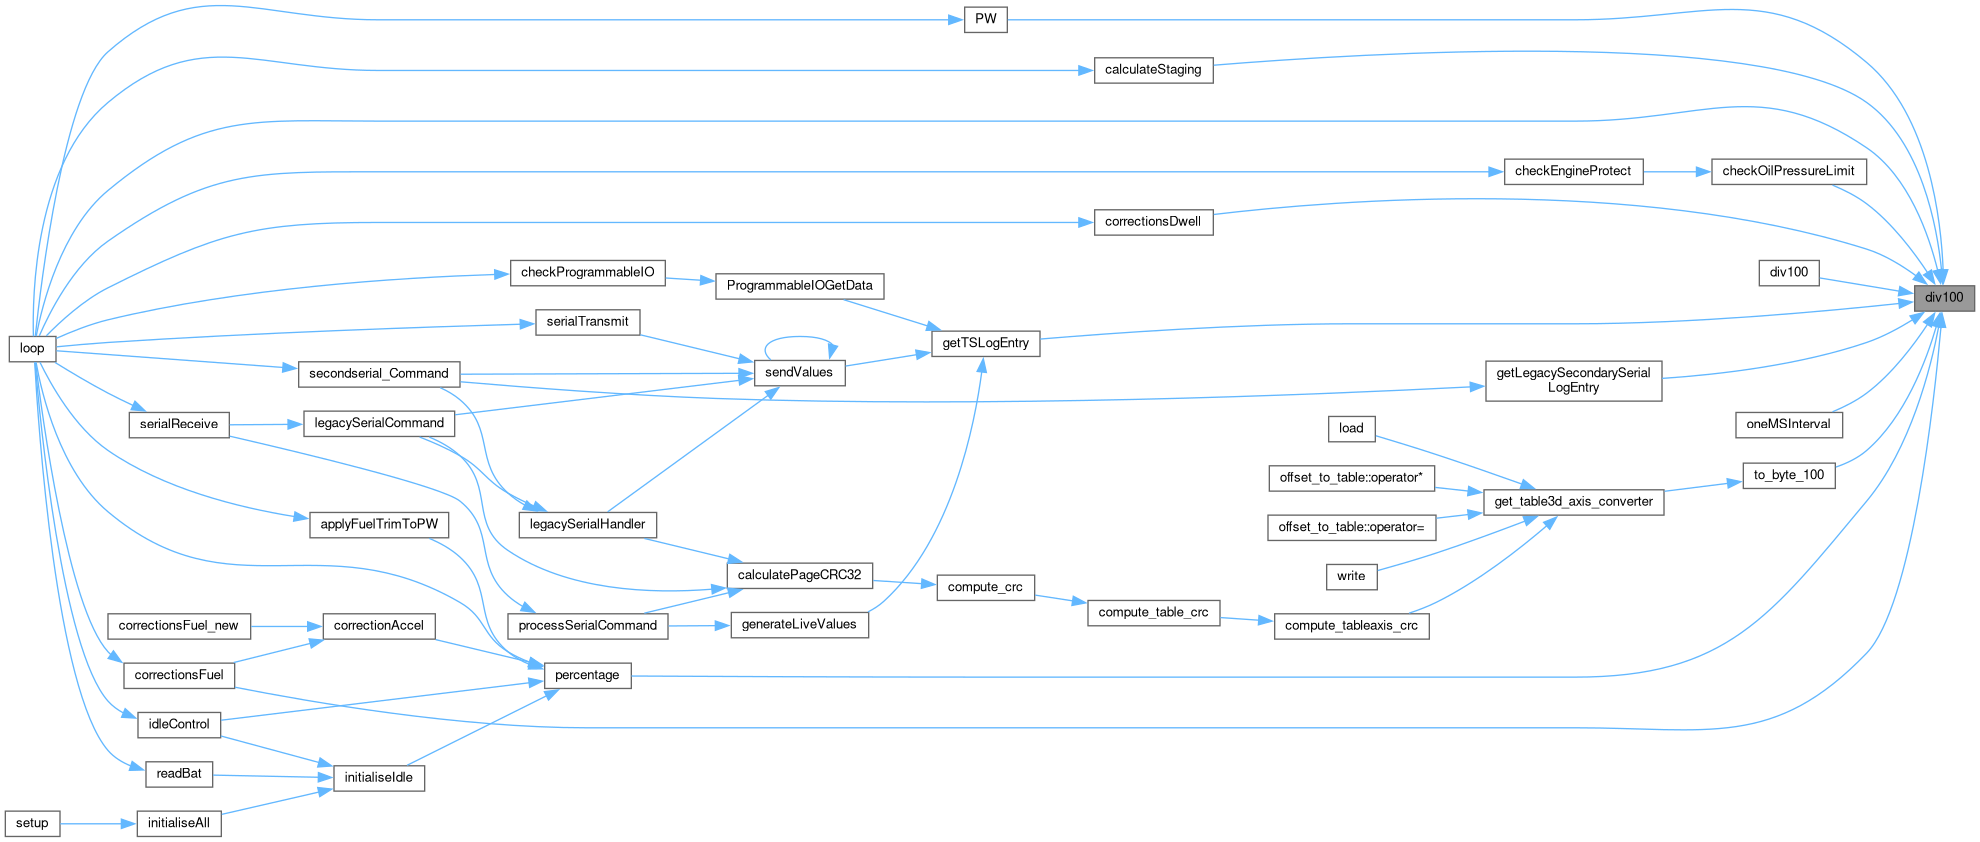 PW
calculateStaging
checkEngineProtect
checkOilPressureLimit
correctionsDwell
checkProgrammableIO
ProgrammableIOGetData
div100
div100
serialTransmit
getTSLogEntry
loop
secondserial_Command
sendValues
getLegacySecondarySerial
LogEntry
serialReceive
legacySerialCommand
load
oneMSInterval
offset_to_table::operator*
to_byte_100
get_table3d_axis_converter
applyFuelTrimToPW
legacySerialHandler
offset_to_table::operator=
write
calculatePageCRC32
compute_crc
compute_table_crc
compute_tableaxis_crc
correctionsFuel_new
correctionAccel
processSerialCommand
generateLiveValues
correctionsFuel
percentage
idleControl
readBat
initialiseIdle
setup
initialiseAll